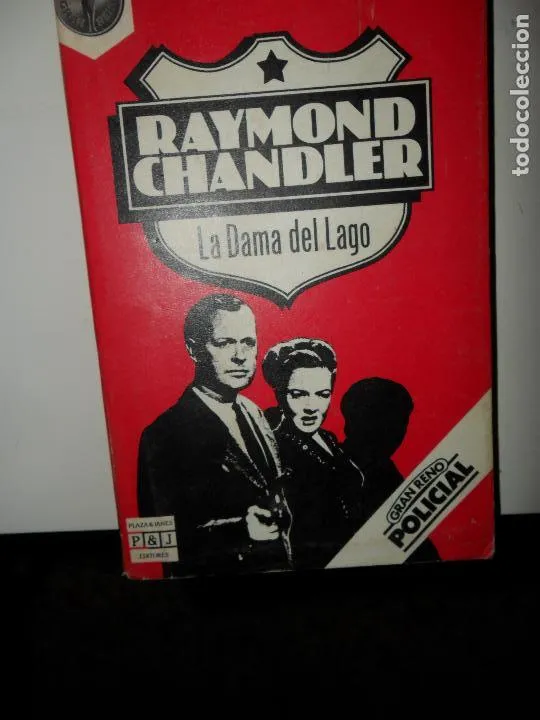 RAYMOND
CHANDLER
La Dama del Lago
GRAN RENO
POLICIAL
PLAZA & JANES
P & J
EDITORES
todocoleccion